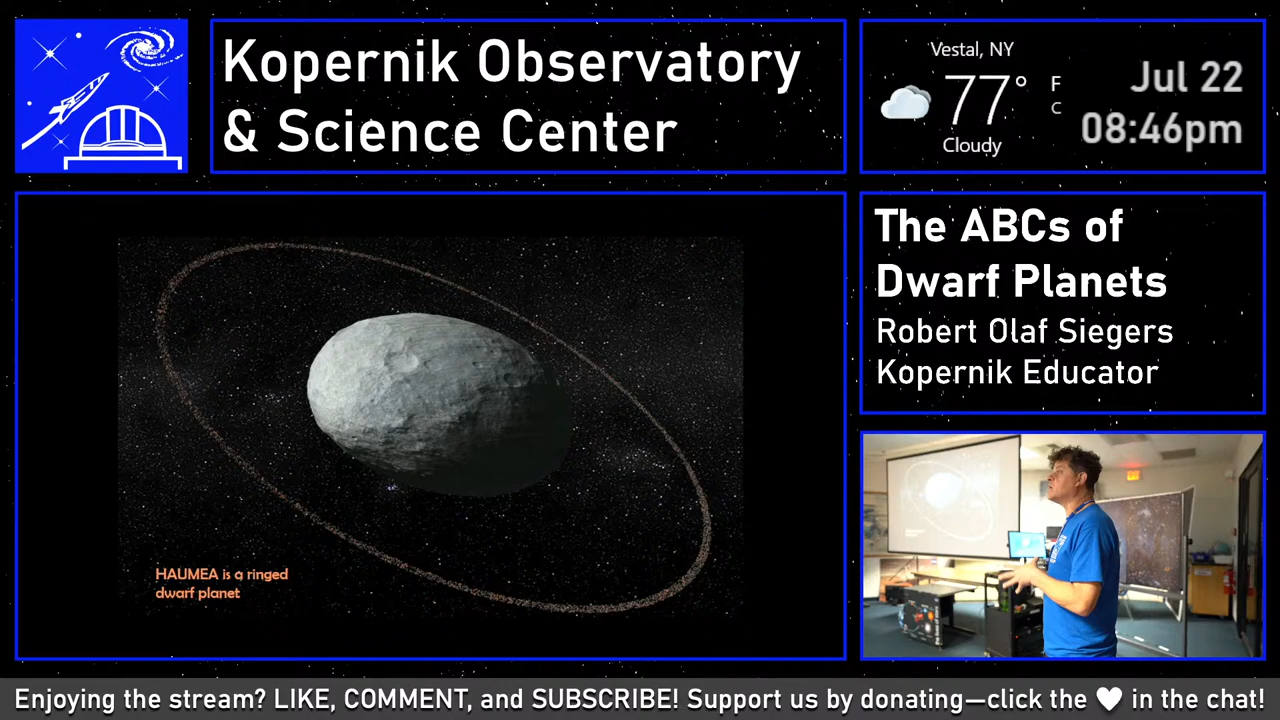 Kopernik Observatory
& Science Center
Vestal, NY
77°
F
C
Cloudy
Jul 22
08:46pm
The ABCs of
Dwarf Planets
Robert Olaf Siegers
Kopernik Educator
HAUMEA is a ringed
dwarf planet
Enjoying the stream? LIKE, COMMENT, and SUBSCRIBE! Support us by donating—click the ♥ in the chat!